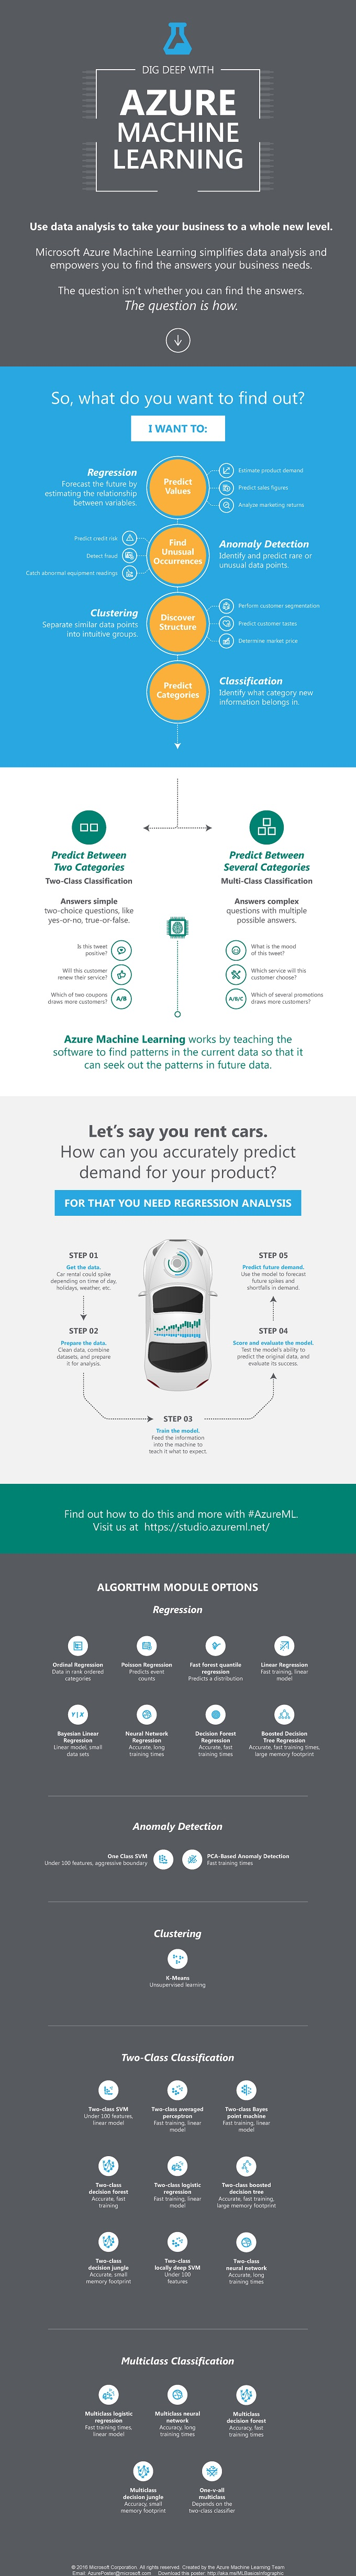 DIG DEEP WITH
AZURE
MACHINE
LEARNING
Use data analysis to take your business to a whole new level.
Microsoft Azure Machine Learning simplifies data analysis and
empowers you to find the answers your business needs.
The question isn't whether you can find the answers.
The question is how.
So, what do you want to find out?
I WANT TO:
Regression
Forecast the future by
estimating the relationship
between variables.
Predict
Values
Estimate product demand
Predict sales figures
Analyze marketing returns
Predict credit risk
Detect fraud
Catch abnormal equipment readings
Find
Unusual
Occurrences
Anomaly Detection
Identify and predict rare or
unusual data points.
Clustering
Separate similar data points
into intuitive groups.
Discover
Structure
Perform customer segmentation
Predict customer tastes
Determine market price
Predict
Categories
Classification
Identify what category new
information belongs in.
Predict Between
Two Categories
Two-Class Classification
Answers simple
two-choice questions, like
yes-or-no, true-or-false.
Is this tweet
positive?
Will this customer
renew their service?
Which of two coupons
draws more customers?
A/B
Predict Between
Several Categories
Multi-Class Classification
Answers complex
questions with multiple
possible answers.
What is the mood
of this tweet?
Which service will this
customer choose?
A/B/C
Which of several promotions
draws more customers?
Azure Machine Learning works by teaching the
software to find patterns in the current data so that it
can seek out the patterns in future data.
Let's say you rent cars.
How can you accurately predict
demand for your product?
FOR THAT YOU NEED REGRESSION ANALYSIS
STEP 01
Get the data.
Car rental could spike
depending on time of day,
holidays, weather, etc.
STEP 02
Prepare the data.
Clean data, combine
datasets, and prepare
it for analysis.
STEP 03
Train the model.
Feed the information
into the machine to
teach it what to expect.
STEP 04
Score and evaluate the model.
Test the model's ability to
predict the original data, and
evaluate its success.
STEP 05
Predict future demand.
Use the model to forecast
future spikes and
shortfalls in demand.
Find out how to do this and more with #AzureML.
Visit us at https://studio.azureml.net/
ALGORITHM MODULE OPTIONS
Regression
Ordinal Regression
Data in rank ordered
categories
Poisson Regression
Predicts event
counts
Fast forest quantile
regression
Predicts a distribution
Linear Regression
Fast training, linear
model
Y | X
Bayesian Linear
Regression
Linear model, small
data sets
Neural Network
Regression
Accurate, long
training times
Decision Forest
Regression
Accurate, fast
training times
Boosted Decision
Tree Regression
Accurate, fast training times,
large memory footprint
Anomaly Detection
One Class SVM
Under 100 features, aggressive boundary
PCA-Based Anomaly Detection
Fast training times
Clustering
K-Means
Unsupervised learning
Two-Class Classification
Two-class SVM
Under 100 features,
linear model
Two-class averaged
perceptron
Fast training, linear
model
Two-class Bayes
point machine
Fast training, linear
model
Two-class
decision forest
Accurate, fast
training
Two-class logistic
regression
Fast training, linear
model
Two-class boosted
decision tree
Accurate, fast training,
large memory footprint
Two-class
decision jungle
Accurate, small
memory footprint
Two-class
locally deep SVM
Under 100
features
Two-class
neural network
Accurate, long
training times
Multiclass Classification
Multiclass logistic
regression
Fast training times,
linear model
Multiclass neural
network
Accuracy, long
training times
Multiclass
decision forest
Accuracy, fast
training times
Multiclass
decision jungle
Accuracy, small
memory footprint
One-v-all
multiclass
Depends on the
two-class classifier
© 2016 Microsoft Corporation. All rights reserved. Created by the Azure Machine Learning Team
Email: AzurePoster@microsoft.com Download this poster: http://aka.ms/MLBasicsInfographic